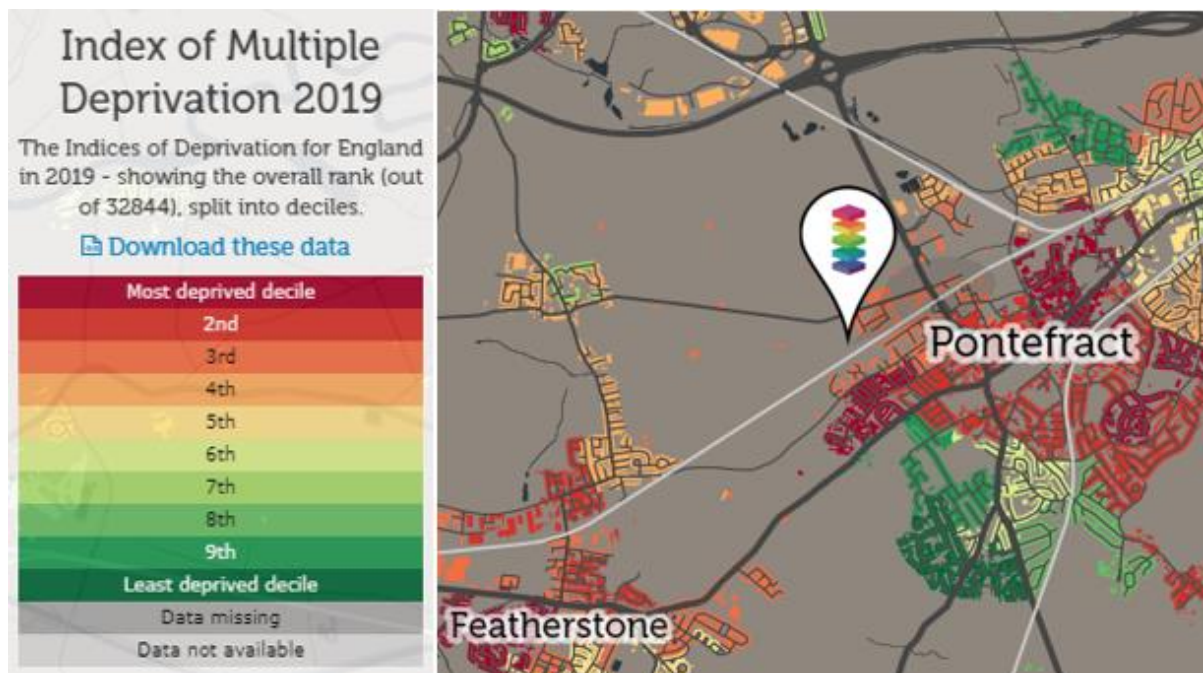 Index of Multiple
Deprivation 2019
The Indices of Deprivation for England
in 2019 - showing the overall rank (out
of 32844), split into deciles.
Download these data
Most deprived decile
2nd
3rd
4th
5th
6th
7th
8th
9th
Least deprived decile
Data missing
Data not available
Pontefract
Featherstone